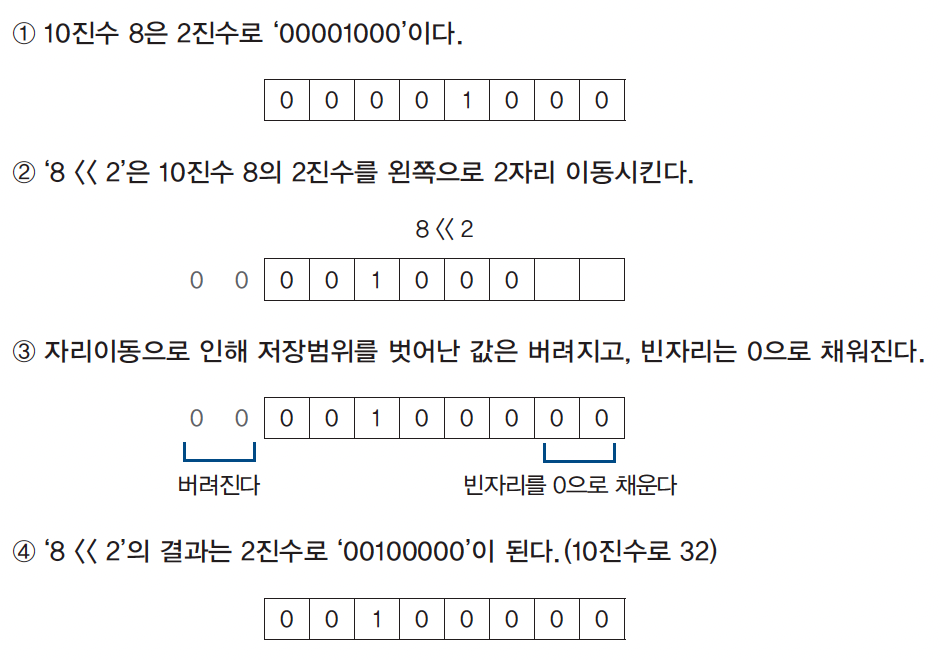 ① 10진수 8은 2진수로 ‘00001000’이다.
0 0 0 0 1 0 0 0
② ‘8 << 2’은 10진수 8의 2진수를 왼쪽으로 2자리 이동시킨다.
8 << 2
0 0 0 0 1 0 0 0
③ 자리이동으로 인해 저장범위를 벗어난 값은 버려지고, 빈자리는 0으로 채워진다.
0 0 0 0 1 0 0 0 0 0
버려진다 빈자리를 0으로 채운다
④ ‘8 << 2’의 결과는 2진수로 ‘00100000’이 된다.(10진수로 32)
0 0 1 0 0 0 0 0